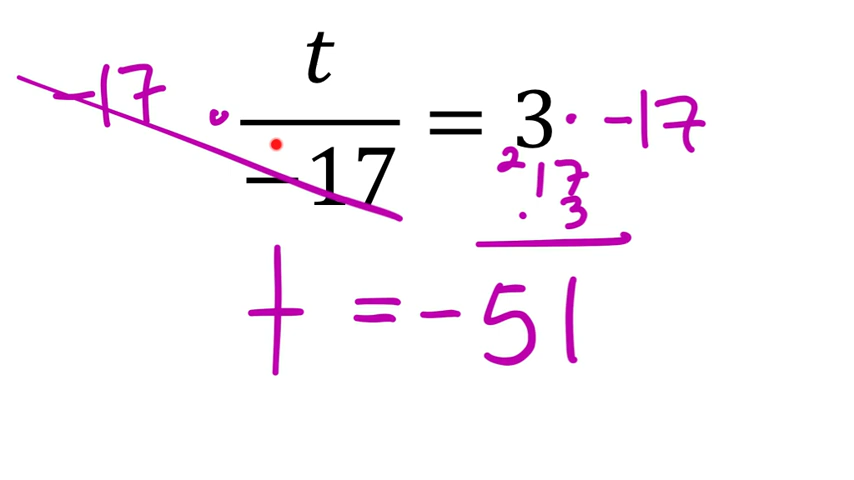 -17 · t/-17 = 3 · -17
² 17
· 3
t = -51